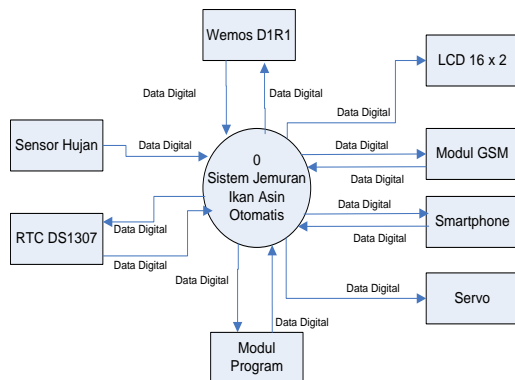 Wemos D1R1
LCD 16 x 2
Data Digital
Data Digital
Data Digital
Sensor Hujan
Data Digital
0
Sistem Jemuran
Ikan Asin
Otomatis
Data Digital
Modul GSM
Data Digital
RTC DS1307
Data Digital
Data Digital
Data Digital
Smartphone
Data Digital
Data Digital
Data Digital
Data Digital
Servo
Modul
Program